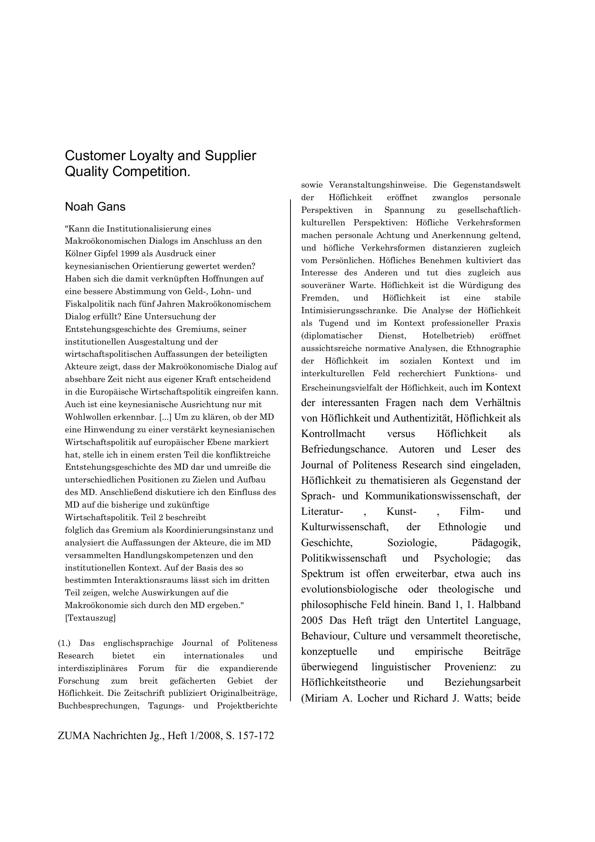 Customer Loyalty and Supplier
Quality Competition.
Noah Gans
"Kann die Institutionalisierung eines
Makroökonomischen Dialogs im Anschluss an den
Kölner Gipfel 1999 als Ausdruck einer
keynesianischen Orientierung gewertet werden?
Haben sich die damit verknüpften Hoffnungen auf
eine bessere Abstimmung von Geld-, Lohn- und
Fiskalpolitik nach fünf Jahren Makroökonomischem
Dialog erfüllt? Eine Untersuchung der
Entstehungsgeschichte des Gremiums, seiner
institutionellen Ausgestaltung und der
wirtschaftspolitischen Auffassungen der beteiligten
Akteure zeigt, dass der Makroökonomische Dialog auf
absehbare Zeit nicht aus eigener Kraft entscheidend
in die Europäische Wirtschaftspolitik eingreifen kann.
Auch ist eine keynesianische Ausrichtung nur mit
Wohlwollen erkennbar. [...] Um zu klären, ob der MD
eine Hinwendung zu einer verstärkt keynesianischen
Wirtschaftspolitik auf europäischer Ebene markiert
hat, stelle ich in einem ersten Teil die konfliktreiche
Entstehungsgeschichte des MD dar und umreiße die
unterschiedlichen Positionen zu Zielen und Aufbau
des MD. Anschließend diskutiere ich den Einfluss des
MD auf die bisherige und zukünftige
Wirtschaftspolitik. Teil 2 beschreibt
folglich das Gremium als Koordinierungsinstanz und
analysiert die Auffassungen der Akteure, die im MD
versammelten Handlungskompetenzen und den
institutionellen Kontext. Auf der Basis des so
bestimmten Interaktionsraums lässt sich im dritten
Teil zeigen, welche Auswirkungen auf die
Makroökonomie sich durch den MD ergeben."
[Textauszug]
(1.) Das englischsprachige Journal of Politeness
Research bietet ein internationales und
interdisziplinäres Forum für die expandierende
Forschung zum breit gefächerten Gebiet der
Höflichkeit. Die Zeitschrift publiziert Originalbeiträge,
Buchbesprechungen, Tagungs- und Projektberichte
sowie Veranstaltungshinweise. Die Gegenstandswelt
der Höflichkeit eröffnet zwanglos personale
Perspektiven in Spannung zu gesellschaftlich-
kulturellen Perspektiven: Höfliche Verkehrsformen
machen personale Achtung und Anerkennung geltend,
und höfliche Verkehrsformen distanzieren zugleich
vom Persönlichen. Höfliches Benehmen kultiviert das
Interesse des Anderen und tut dies zugleich aus
souveräner Warte. Höflichkeit ist die Würdigung des
Fremden, und Höflichkeit ist eine stabile
Intimisierungsschranke. Die Analyse der Höflichkeit
als Tugend und im Kontext professioneller Praxis
(diplomatischer Dienst, Hotelbetrieb) eröffnet
aussichtsreiche normative Analysen, die Ethnographie
der Höflichkeit im sozialen Kontext und im
interkulturellen Feld recherchiert Funktions- und
Erscheinungsvielfalt der Höflichkeit, auch im Kontext
der interessanten Fragen nach dem Verhältnis
von Höflichkeit und Authentizität, Höflichkeit als
Kontrollmacht versus Höflichkeit als
Befriedungschance. Autoren und Leser des
Journal of Politeness Research sind eingeladen,
Höflichkeit zu thematisieren als Gegenstand der
Sprach- und Kommunikationswissenschaft, der
Literatur- , Kunst- , Film- und
Kulturwissenschaft, der Ethnologie und
Geschichte, Soziologie, Pädagogik,
Politikwissenschaft und Psychologie; das
Spektrum ist offen erweiterbar, etwa auch ins
evolutionsbiologische oder theologische und
philosophische Feld hinein. Band 1, 1. Halbband
2005 Das Heft trägt den Untertitel Language,
Behaviour, Culture und versammelt theoretische,
konzeptuelle und empirische Beiträge
überwiegend linguistischer Provenienz: zu
Höflichkeitstheorie und Beziehungsarbeit
(Miriam A. Locher und Richard J. Watts; beide
ZUMA Nachrichten Jg., Heft 1/2008, S. 157-172